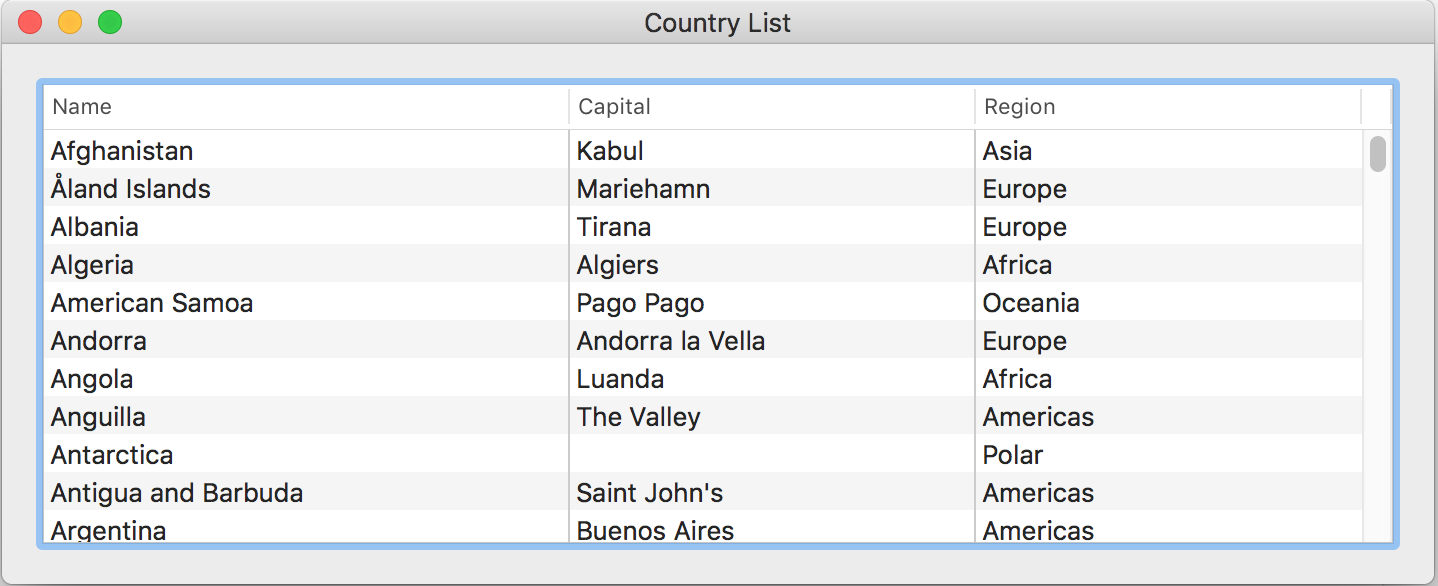 Country List
Name Capital Region
Afghanistan Kabul Asia
Åland Islands Mariehamn Europe
Albania Tirana Europe
Algeria Algiers Africa
American Samoa Pago Pago Oceania
Andorra Andorra la Vella Europe
Angola Luanda Africa
Anguilla The Valley Americas
Antarctica Polar
Antigua and Barbuda Saint John's Americas
Argentina Buenos Aires Americas